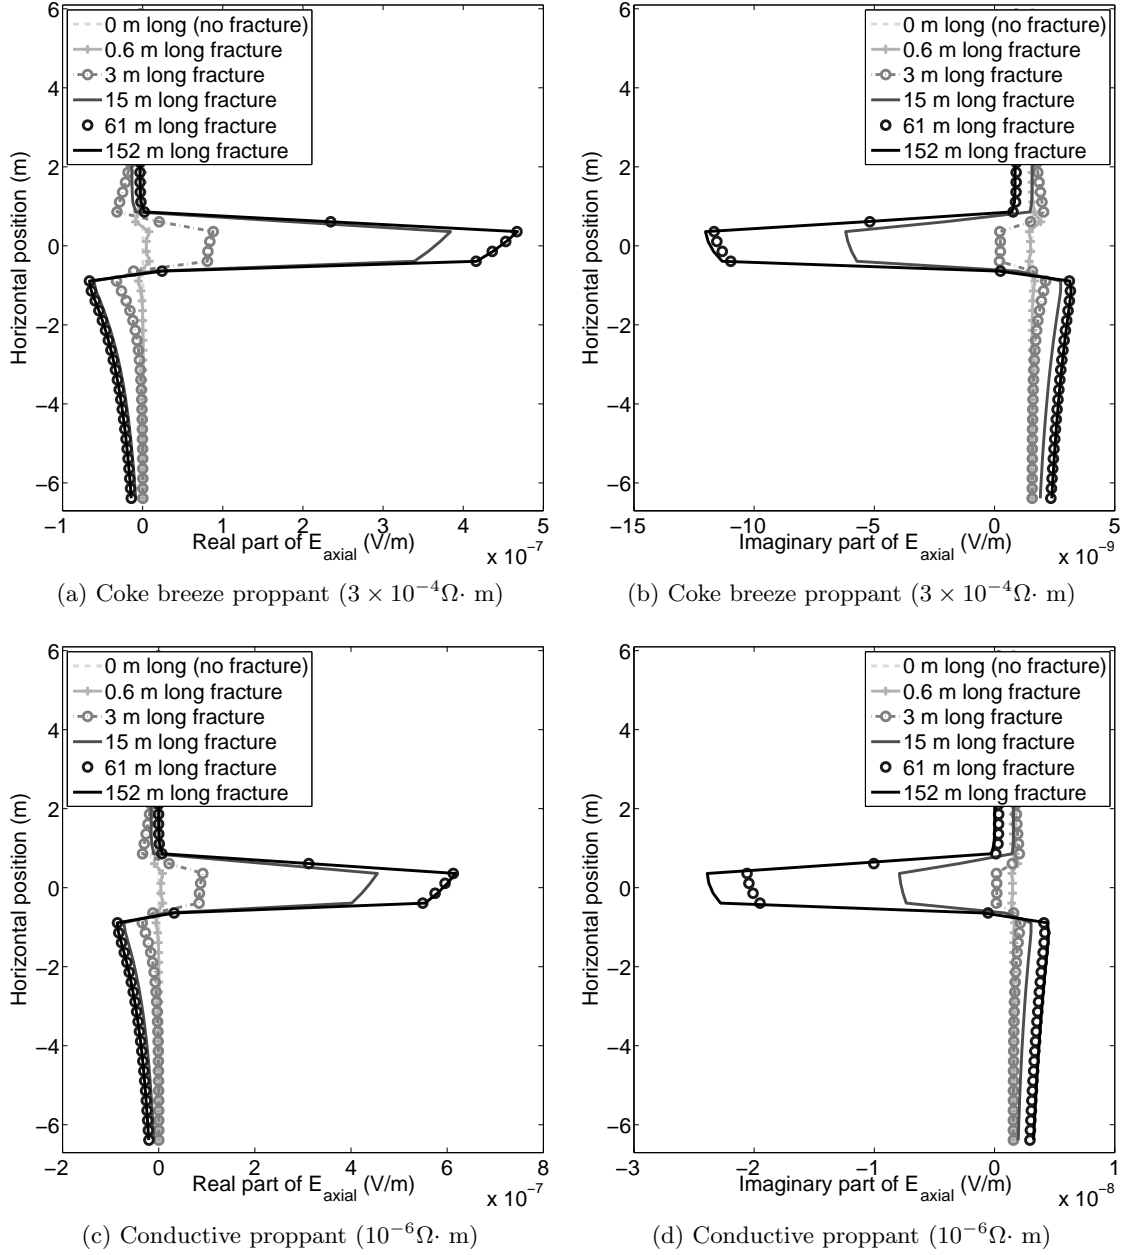 0 m long (no fracture)
0.6 m long fracture
3 m long fracture
15 m long fracture
61 m long fracture
152 m long fracture
Horizontal position (m)
6
4
2
0
−2
−4
−6
−1 0 1 2 3 4 5
Real part of E_axial (V/m)
x 10^-7
(a) Coke breeze proppant (3 × 10^−4Ω· m)
0 m long (no fracture)
0.6 m long fracture
3 m long fracture
15 m long fracture
61 m long fracture
152 m long fracture
Horizontal position (m)
6
4
2
0
−2
−4
−6
−15 −10 −5 0 5
Imaginary part of E_axial (V/m)
x 10^-9
(b) Coke breeze proppant (3 × 10^−4Ω· m)
0 m long (no fracture)
0.6 m long fracture
3 m long fracture
15 m long fracture
61 m long fracture
152 m long fracture
Horizontal position (m)
6
4
2
0
−2
−4
−6
−2 0 2 4 6 8
Real part of E_axial (V/m)
x 10^-7
(c) Conductive proppant (10^−6Ω· m)
0 m long (no fracture)
0.6 m long fracture
3 m long fracture
15 m long fracture
61 m long fracture
152 m long fracture
Horizontal position (m)
6
4
2
0
−2
−4
−6
−3 −2 −1 0 1
Imaginary part of E_axial (V/m)
x 10^-8
(d) Conductive proppant (10^−6Ω· m)